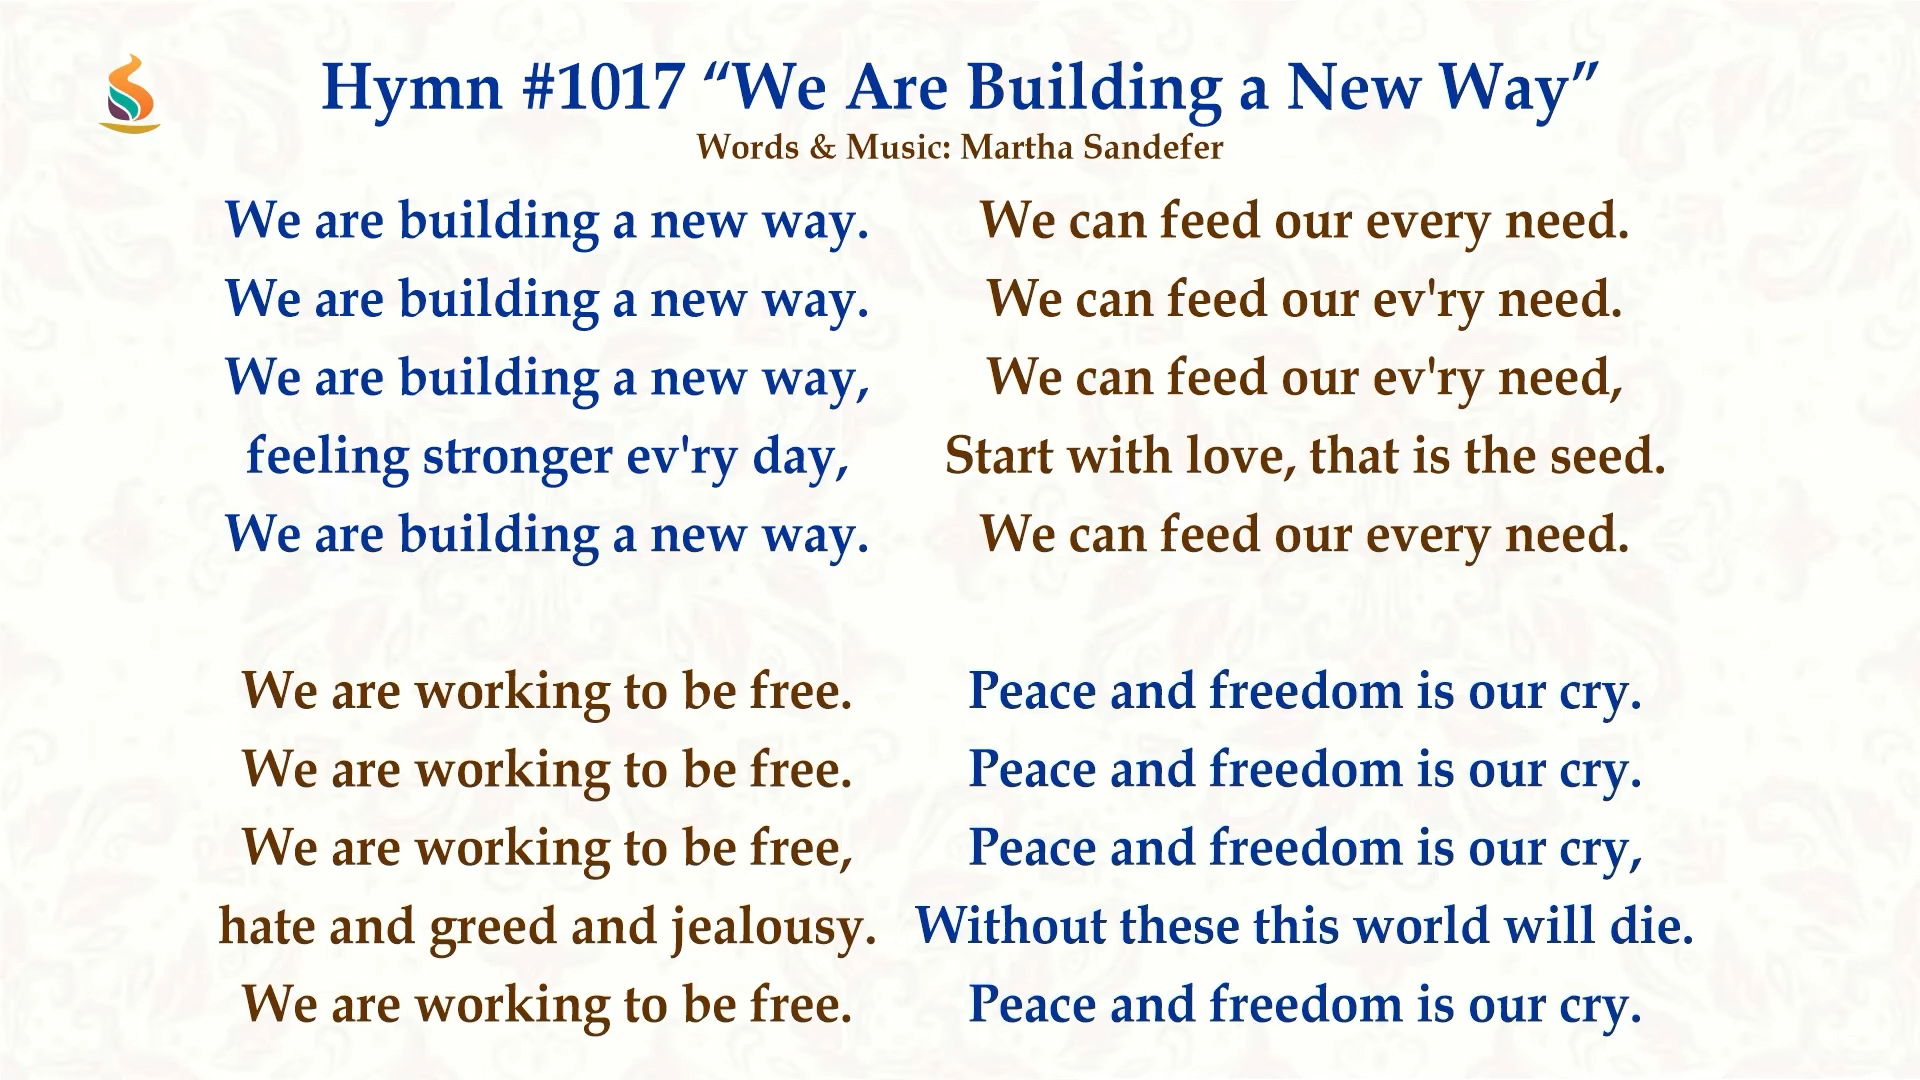 Hymn #1017 “We Are Building a New Way”
Words & Music: Martha Sandefer
We are building a new way.
We are building a new way.
We are building a new way,
feeling stronger ev'ry day,
We are building a new way.
We are working to be free.
We are working to be free.
We are working to be free,
hate and greed and jealousy.
We are working to be free.
We can feed our every need.
We can feed our ev'ry need.
We can feed our ev'ry need,
Start with love, that is the seed.
We can feed our every need.
Peace and freedom is our cry.
Peace and freedom is our cry.
Peace and freedom is our cry,
Without these this world will die.
Peace and freedom is our cry.